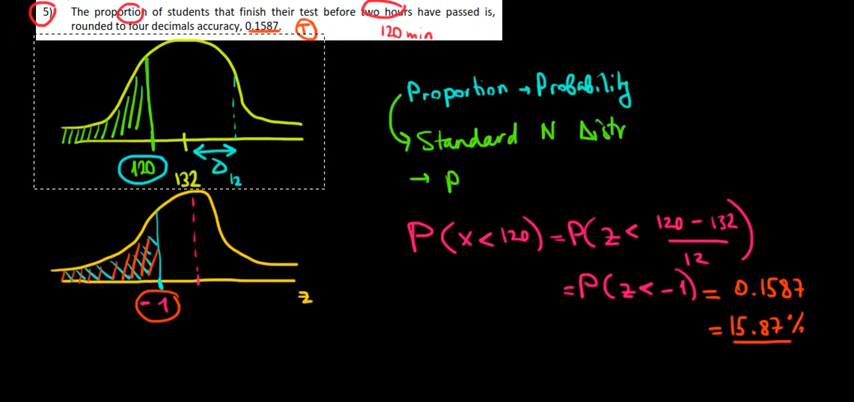 5) The proportion of students that finish their test before two hours have passed is,
rounded to four decimals accuracy, 0.1587. T
120 min
120
132
12
-1
z
Proportion → Probability
Standard N Distr
→ p
P(x<120) = P(z < 120 - 132 / 12)
= P(z < -1) = 0.1587
= 15.87%